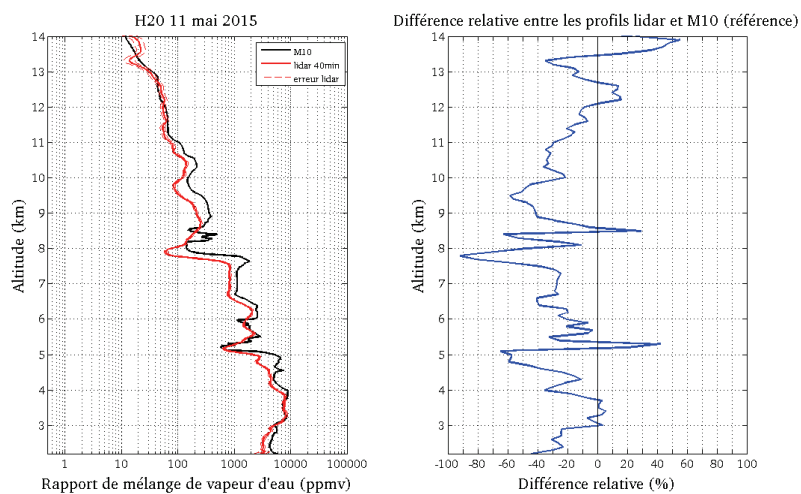 H2O 11 mai 2015
M10
lidar 40min
erreur lidar
14
13
12
11
10
9
8
7
6
5
4
3
Altitude (km)
1 10 100 1000 10000 100000
Rapport de mélange de vapeur d'eau (ppmv)
Différence relative entre les profils lidar et M10 (référence)
14
13
12
11
10
9
8
7
6
5
4
3
Altitude (km)
-100 -80 -60 -40 -20 0 20 40 60 80 100
Différence relative (%)